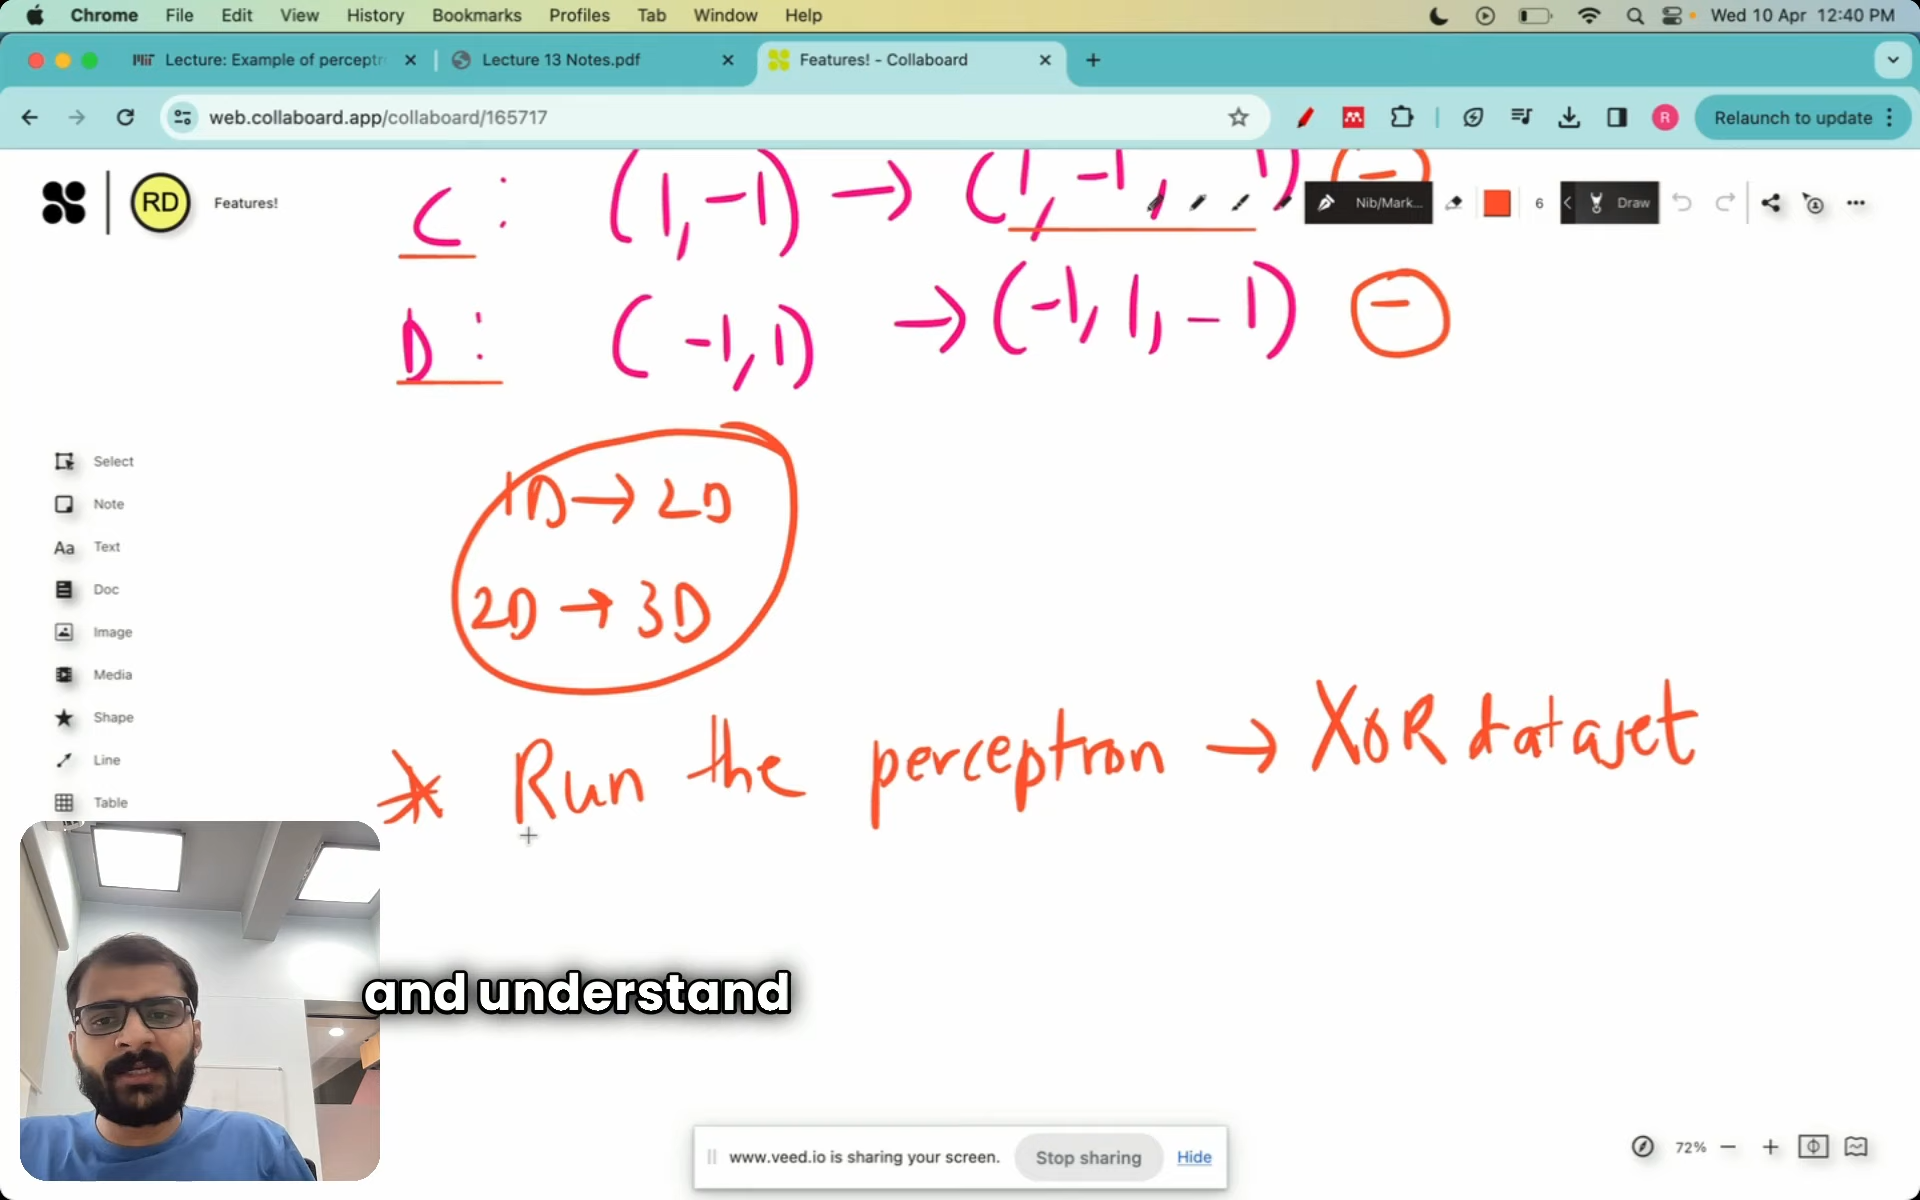 Chrome File Edit View History Bookmarks Profiles Tab Window Help Wed 10 Apr 12:40 PM
MIT Lecture: Example of perceptr Lecture 13 Notes.pdf Features! - Collaboard
web.collaboard.app/collaboard/165717 R Relaunch to update
RD Features! Nib/Mark... 6 Draw
C: (1,-1) → (1,-1, 1) -
D: (-1,1) → (-1,1,-1) -
Select
Note
Aa Text
Doc
Image
Media
Shape
Line
Table
1D → 2D
2D → 3D
Run the perceptron → XOR dataset
and understand
www.veed.io is sharing your screen. Stop sharing Hide
72%